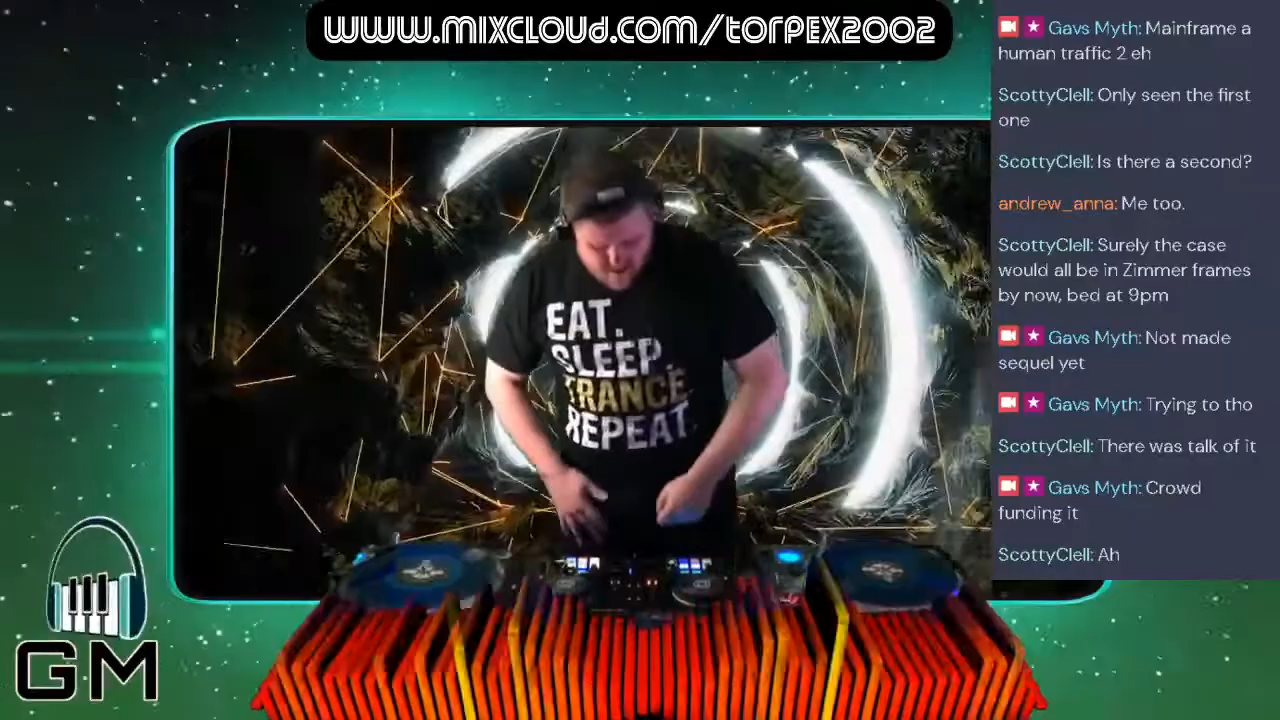 www.mixcloud.com/torpex2002
Gavs Myth: Mainframe a
human traffic 2 eh
ScottyClell: Only seen the first
one
ScottyClell: Is there a second?
andrew_anna: Me too.
ScottyClell: Surely the case
would all be in Zimmer frames
by now, bed at 9pm
Gavs Myth: Not made
sequel yet
Gavs Myth: Trying to tho
ScottyClell: There was talk of it
Gavs Myth: Crowd
funding it
ScottyClell: Ah
EAT.
SLEEP.
TRANCE.
REPEAT.
GM